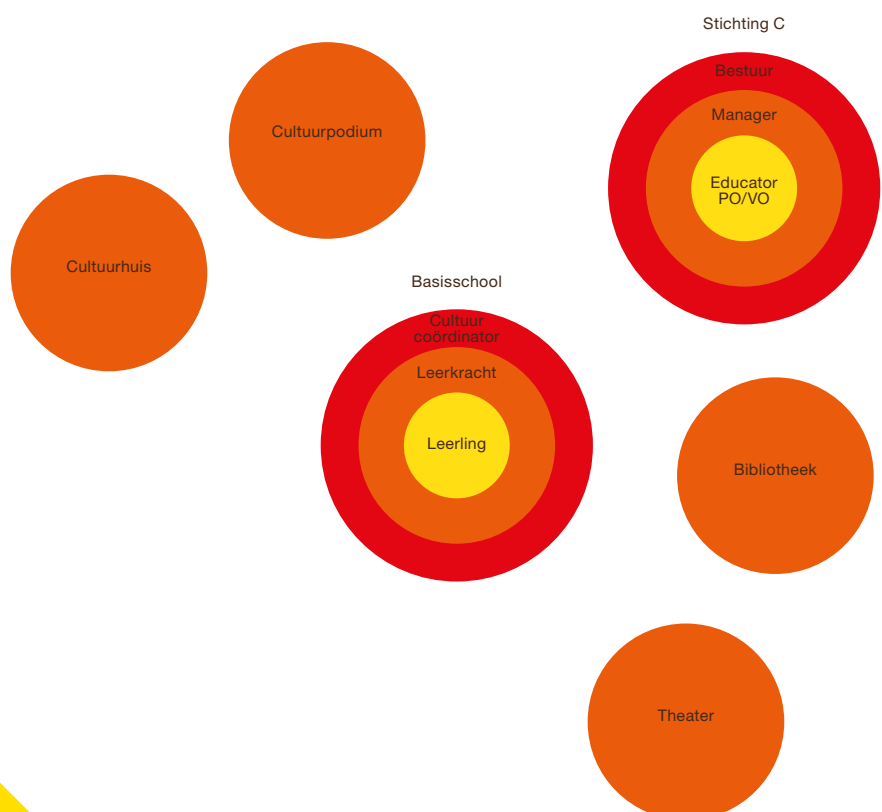 Stichting C
Bestuur
Manager
Educator
PO/VO
Cultuurpodium
Cultuurhuis
Basisschool
Cultuur
coördinator
Leerkracht
Leerling
Bibliotheek
Theater